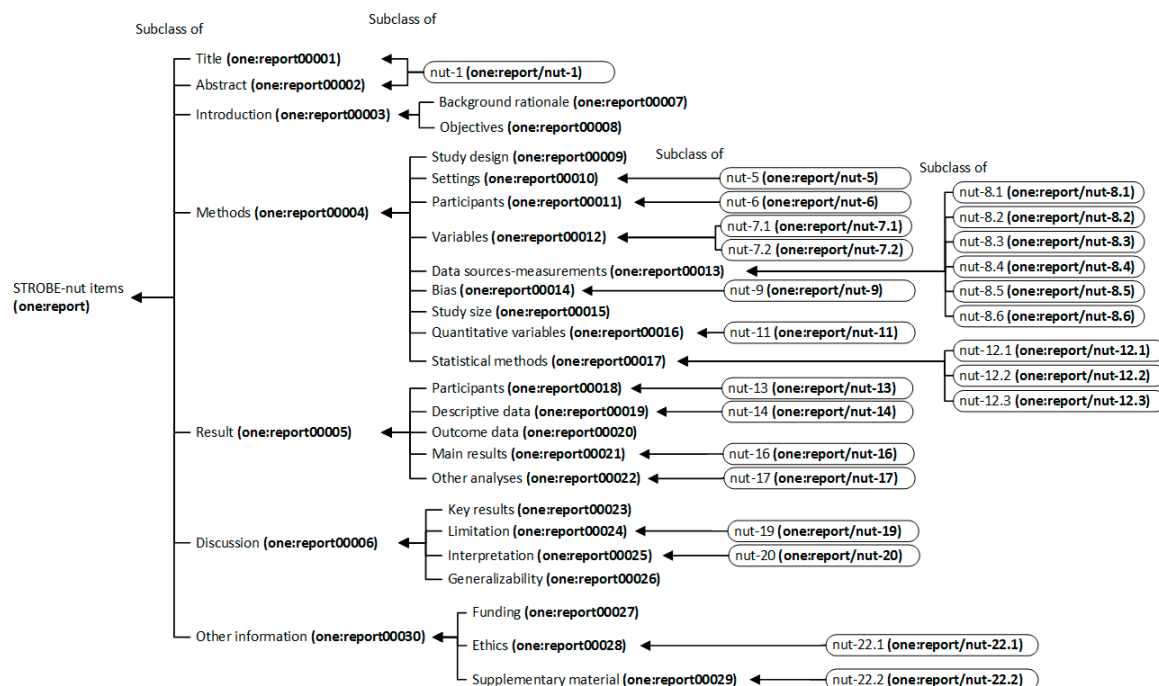 Subclass of
Subclass of
Title (one:report00001)
nut-1 (one:report/nut-1)
Abstract (one:report00002)
Introduction (one:report00003)
Background rationale (one:report00007)
Objectives (one:report00008)
Subclass of
Subclass of
Methods (one:report00004)
Study design (one:report00009)
Settings (one:report00010)
nut-5 (one:report/nut-5)
Participants (one:report00011)
nut-6 (one:report/nut-6)
Variables (one:report00012)
nut-7.1 (one:report/nut-7.1)
nut-7.2 (one:report/nut-7.2)
Data sources-measurements (one:report00013)
nut-8.1 (one:report/nut-8.1)
nut-8.2 (one:report/nut-8.2)
nut-8.3 (one:report/nut-8.3)
nut-8.4 (one:report/nut-8.4)
nut-8.5 (one:report/nut-8.5)
nut-8.6 (one:report/nut-8.6)
Bias (one:report00014)
nut-9 (one:report/nut-9)
Study size (one:report00015)
Quantitative variables (one:report00016)
nut-11 (one:report/nut-11)
Statistical methods (one:report00017)
nut-12.1 (one:report/nut-12.1)
nut-12.2 (one:report/nut-12.2)
nut-12.3 (one:report/nut-12.3)
STROBE-nut items
(one:report)
Result (one:report00005)
Participants (one:report00018)
nut-13 (one:report/nut-13)
Descriptive data (one:report00019)
nut-14 (one:report/nut-14)
Outcome data (one:report00020)
Main results (one:report00021)
nut-16 (one:report/nut-16)
Other analyses (one:report00022)
nut-17 (one:report/nut-17)
Discussion (one:report00006)
Key results (one:report00023)
Limitation (one:report00024)
nut-19 (one:report/nut-19)
Interpretation (one:report00025)
nut-20 (one:report/nut-20)
Generalizability (one:report00026)
Other information (one:report00030)
Funding (one:report00027)
Ethics (one:report00028)
nut-22.1 (one:report/nut-22.1)
Supplementary material (one:report00029)
nut-22.2 (one:report/nut-22.2)